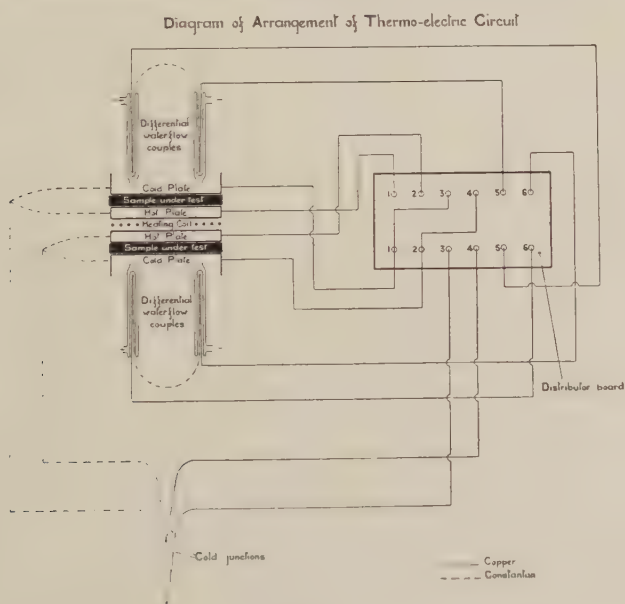 Diagram of Arrangement of Thermo-electric Circuit
Differential
waterflow
couples
Cold Plate
Sample under test
Hot Plate
Heating Coil
Hot Plate
Sample under test
Cold Plate
Differential
waterflow
couples
1 2 3 4 5 6
1 2 3 4 5 6
Distributor board
Cold junctions
Copper
Constantan